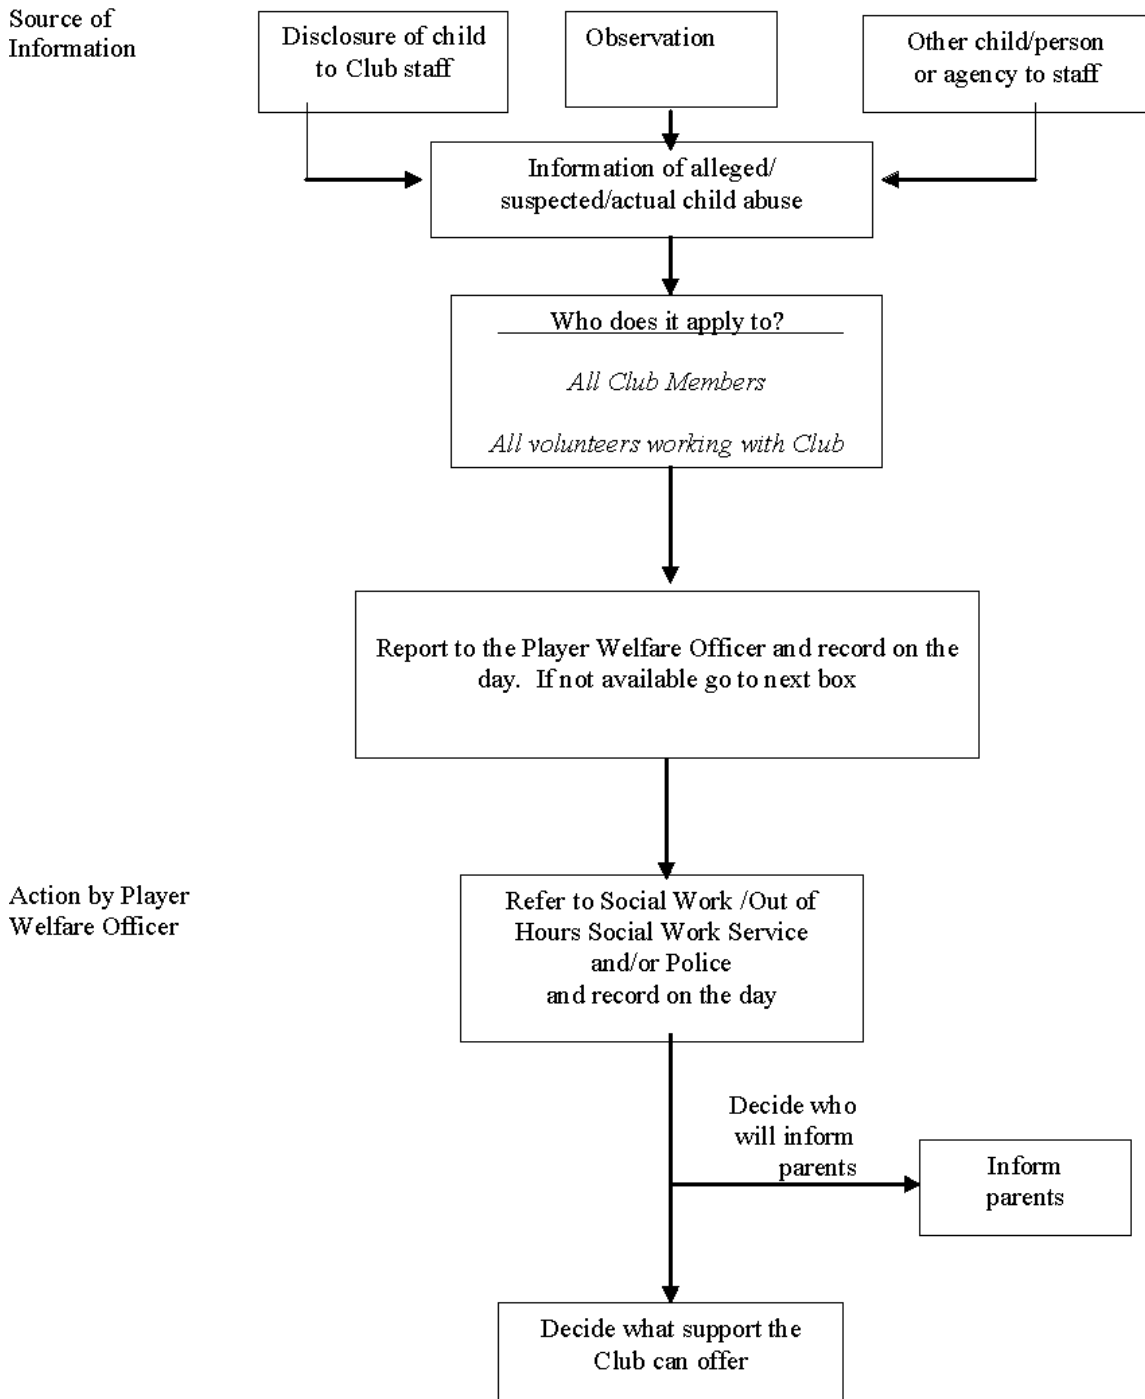 Source of
Information
Disclosure of child
to Club staff
Observation
Other child/person
or agency to staff
Information of alleged/
suspected/actual child abuse
Who does it apply to?
All Club Members
All volunteers working with Club
Report to the Player Welfare Officer and record on the
day.  If not available go to next box
Action by Player
Welfare Officer
Refer to Social Work /Out of
Hours Social Work Service
and/or Police
and record on the day
Decide who
will inform
parents
Inform
parents
Decide what support the
Club can offer